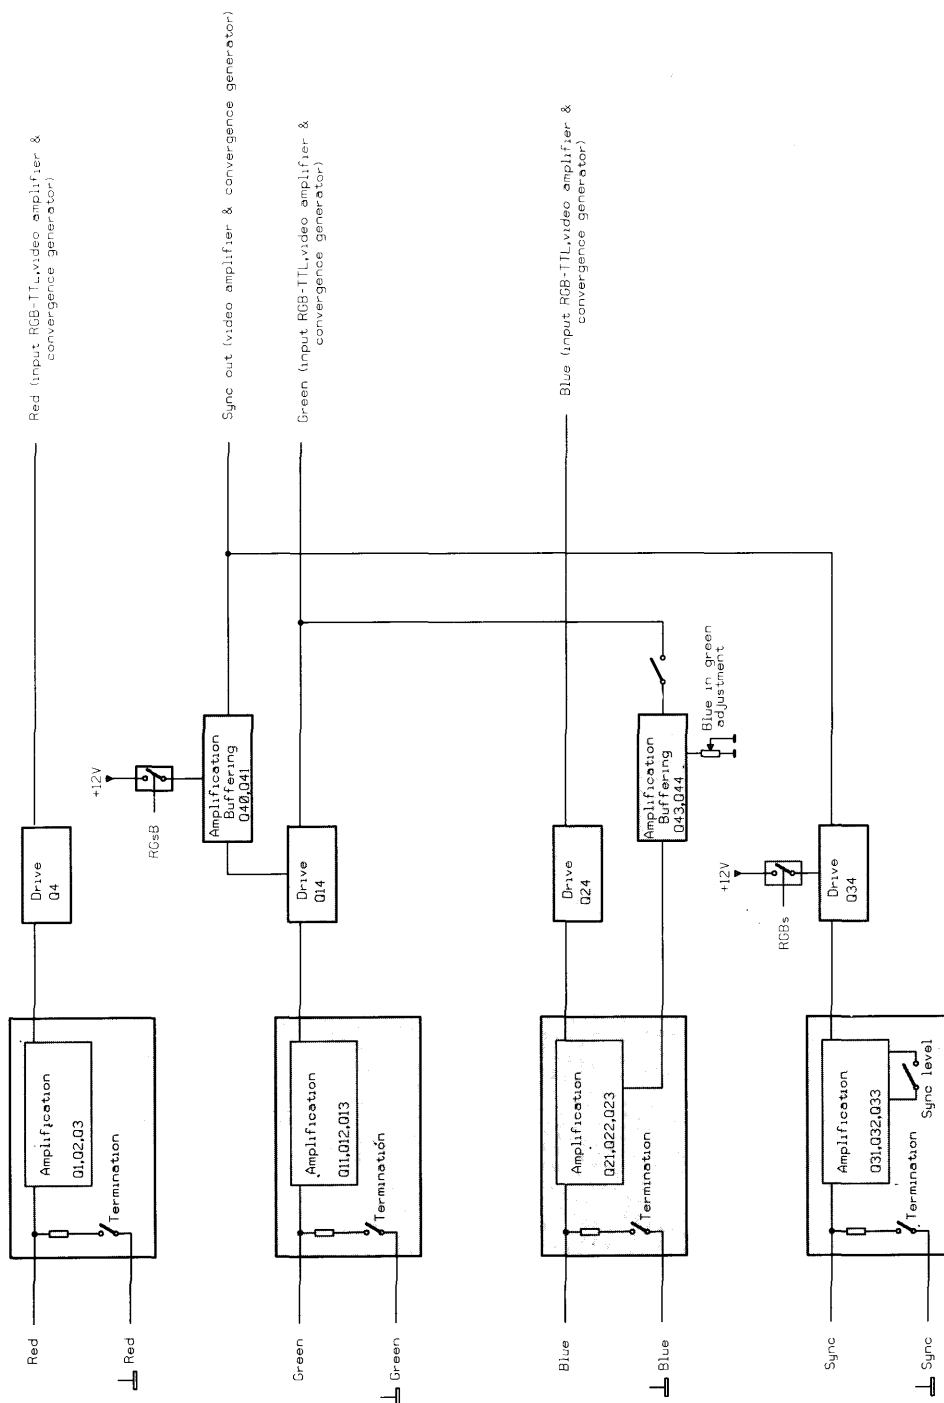 Red
Red
Termination
Amplification
Q1,Q2,Q3
Drive
Q4
Red (input RGB-TTL,video amplifier &
convergence generator)
RGsB
+12V
Amplification
Buffering
Q40,Q41
Sync out (video amplifier & convergence generator)
Green
Green
Termination
Amplification
Q11,Q12,Q13
Drive
Q14
Green (input RGB-TTL,video amplifier &
convergence generator)
Blue
Blue
Termination
Amplification
Q21,Q22,Q23
Drive
Q24
Blue (input RGB-TTL,video amplifier &
convergence generator)
Amplification
Buffering
Q43,Q44
Blue in green
adjustment
Sync
Sync
Termination
Amplification
Q31,Q32,Q33
Sync level
RGBs
+12V
Drive
Q34